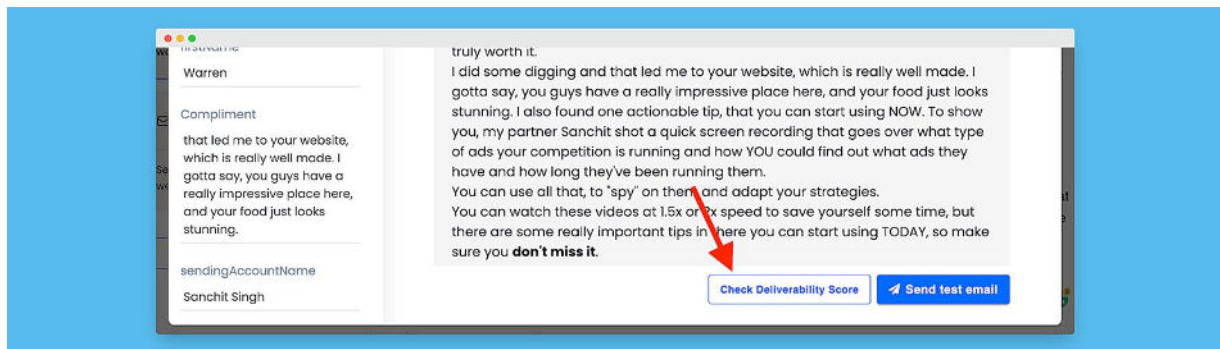 firstName
Warren
Compliment
that led me to your website,
which is really well made. I
gotta say, you guys have a
really impressive place here,
and your food just looks
stunning.
sendingAccountName
Sanchit Singh
truly worth it.
I did some digging and that led me to your website, which is really well made. I
gotta say, you guys have a really impressive place here, and your food just looks
stunning. I also found one actionable tip, that you can start using NOW. To show
you, my partner Sanchit shot a quick screen recording that goes over what type
of ads your competition is running and how YOU could find out what ads they
have and how long they've been running them.
You can use all that, to "spy" on them and adapt your strategies.
You can watch these videos at 1.5x or 2x speed to save yourself some time, but
there are some really important tips in there you can start using TODAY, so make
sure you don't miss it.
Check Deliverability Score
Send test email